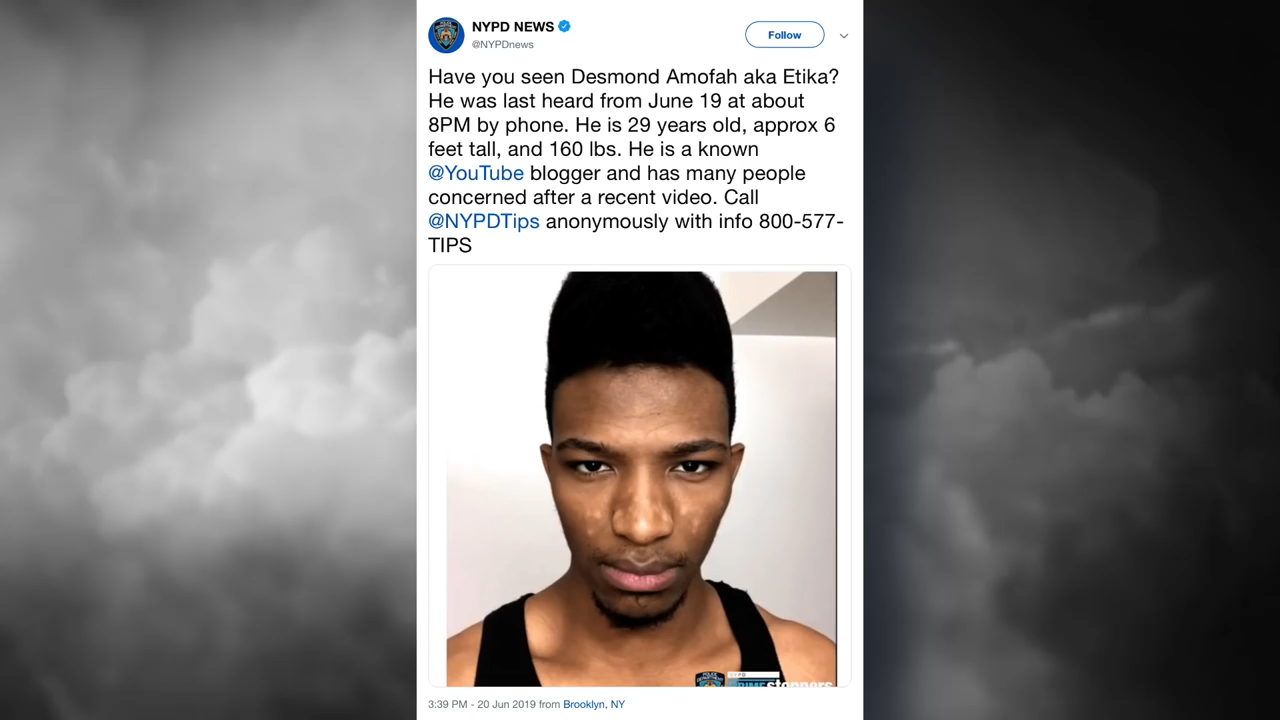 NYPD NEWS
@NYPDnews
Follow
Have you seen Desmond Amofah aka Etika?
He was last heard from June 19 at about
8PM by phone. He is 29 years old, approx 6
feet tall, and 160 lbs. He is a known
@YouTube blogger and has many people
concerned after a recent video. Call
@NYPDTips anonymously with info 800-577-
TIPS
stoppers
3:39 PM - 20 Jun 2019 from Brooklyn, NY